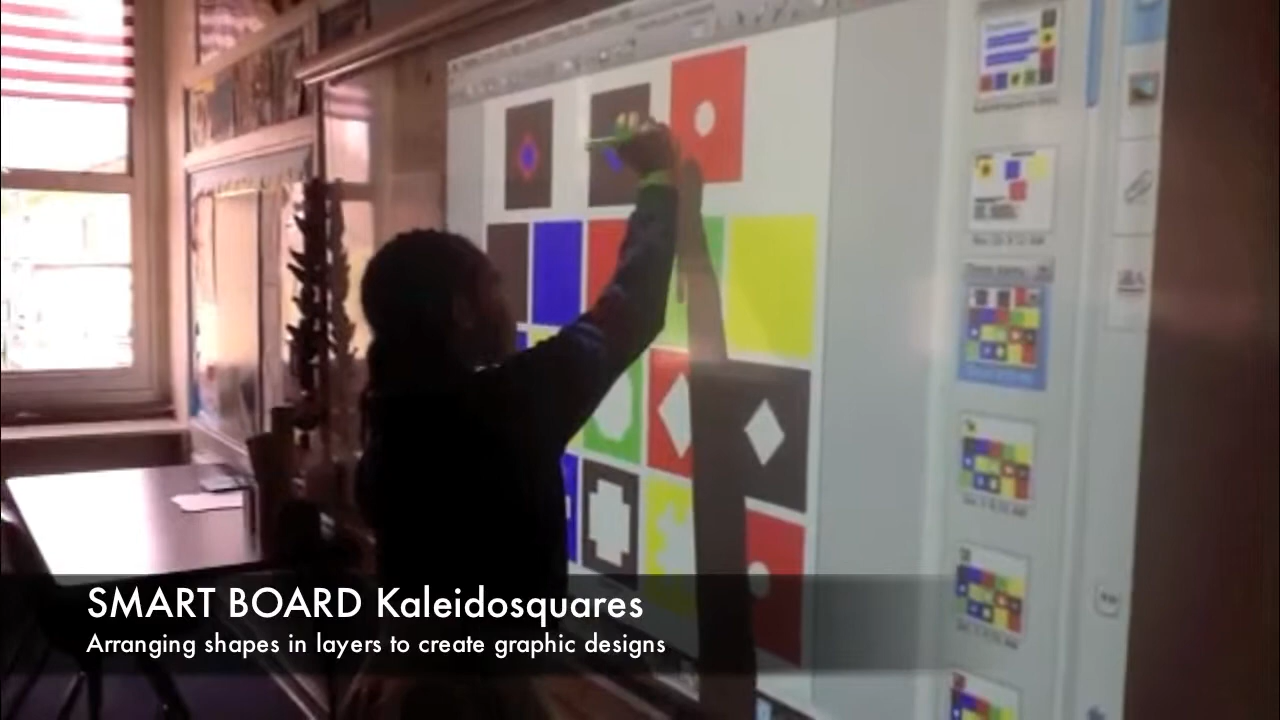 SMART BOARD Kaleidosquares
Arranging shapes in layers to create graphic designs